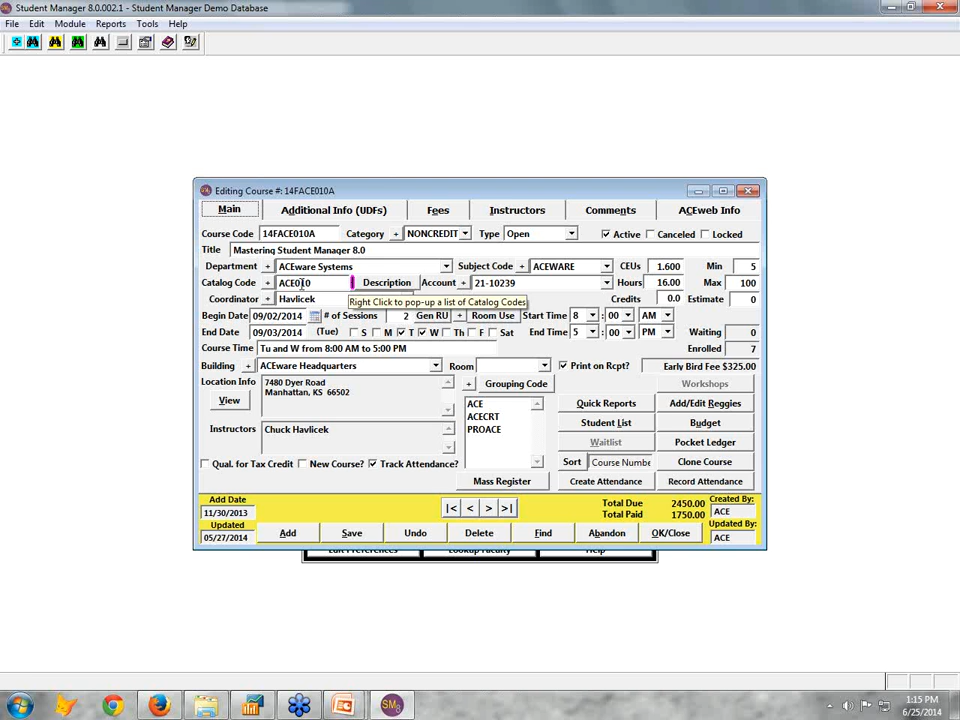 Student Manager 8.0.002.1 - Student Manager Demo Database
File Edit Module Reports Tools Help
Editing Course #: 14FACE010A
Main Additional Info (UDFs) Fees Instructors Comments ACEweb Info
Course Code 14FACE010A Category + NONCREDIT Type Open Active Canceled Locked
Title Mastering Student Manager 8.0
Department + ACEware Systems Subject Code + ACEWARE CEUs 1.600 Min 5
Catalog Code + ACE010 Description Account + 21-10239 Hours 16.00 Max 100
Coordinator + Havlicek Right Click to pop-up a list of Catalog Codes Credits 0.0 Estimate 0
Begin Date 09/02/2014 # of Sessions 2 Gen RU + Room Use Start Time 8 : 00 AM
End Date 09/03/2014 (Tue) S M T W Th F Sat End Time 5 : 00 PM Waiting 0
Course Time Tu and W from 8:00 AM to 5:00 PM Enrolled 7
Building + ACEware Headquarters Room Print on Rcpt? Early Bird Fee $325.00
Location Info 7480 Dyer Road + Grouping Code Workshops
Manhattan, KS 66502
View ACE Quick Reports Add/Edit Reggies
ACECRT Student List Budget
Instructors Chuck Havlicek PROACE Waitlist Pocket Ledger
Qual. for Tax Credit New Course? Track Attendance? Sort Course Numbe Clone Course
Mass Register Create Attendance Record Attendance
Add Date |< < > >| Total Due 2450.00 Created By:
11/30/2013 Total Paid 1750.00 ACE
Updated Updated By:
05/27/2014 Add Save Undo Delete Find Abandon OK/Close ACE
Edit Preferences Lookup Faculty Help
SM8
1:15 PM
6/25/2014